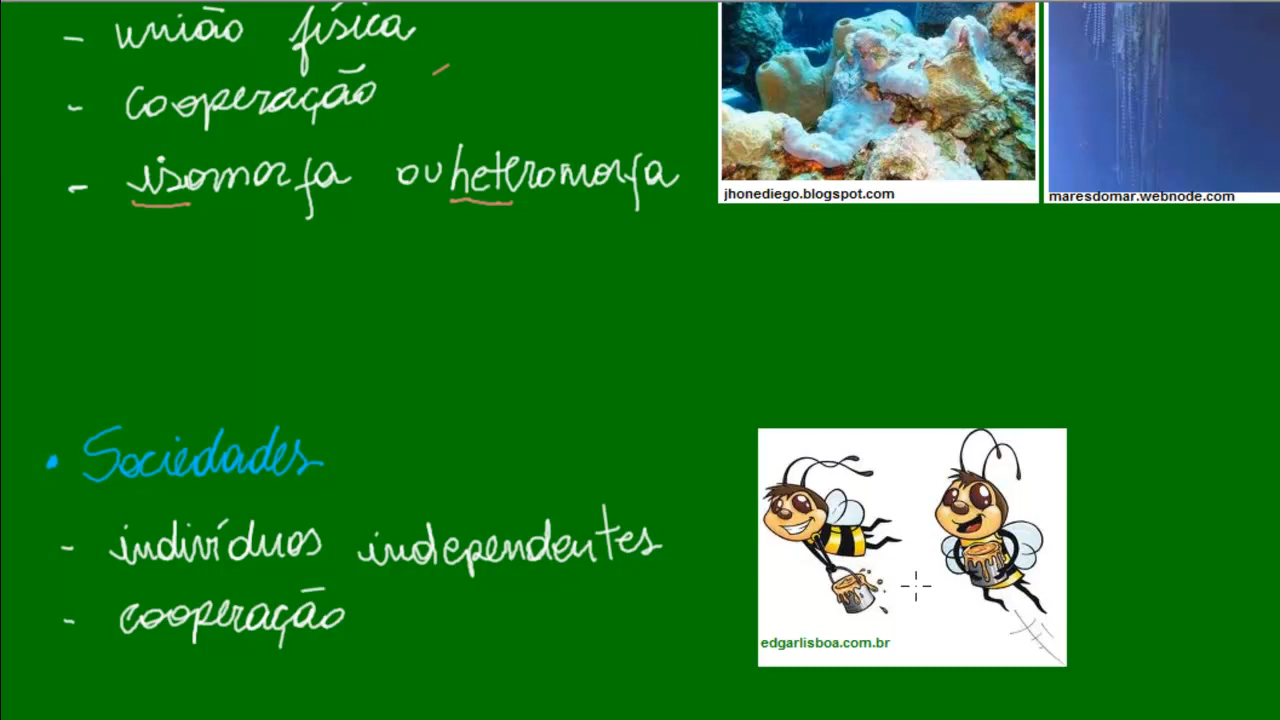 - união física
- cooperação
- isomorfa ou heteromorfa
jhonediego.blogspot.com
maresdomar.webnode.com
• Sociedades
- indivíduos independentes
- cooperação
edgarlisboa.com.br